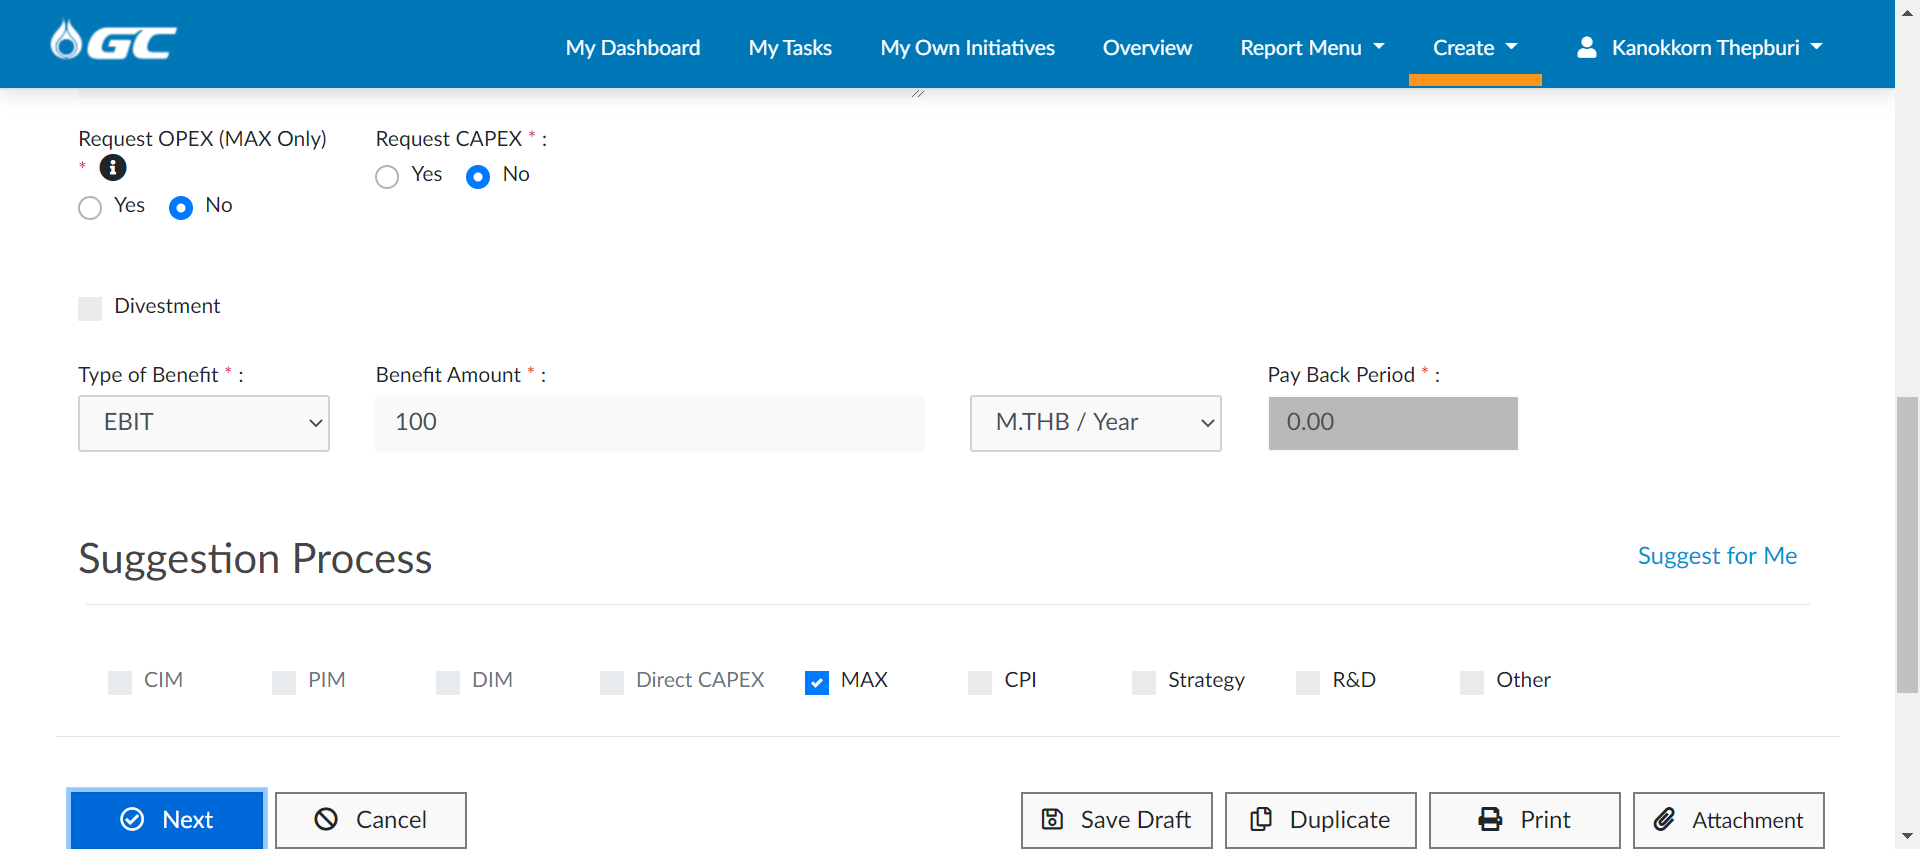 GC My Dashboard My Tasks My Own Initiatives Overview Report Menu Create Kanokkorn Thepburi
Request OPEX (MAX Only) * Request CAPEX * :
Yes No
Yes No
Divestment
Type of Benefit * : Benefit Amount * : Pay Back Period * :
EBIT 100 M.THB / Year 0.00
Suggestion Process Suggest for Me
CIM PIM DIM Direct CAPEX MAX CPI Strategy R&D Other
Next Cancel Save Draft Duplicate Print Attachment